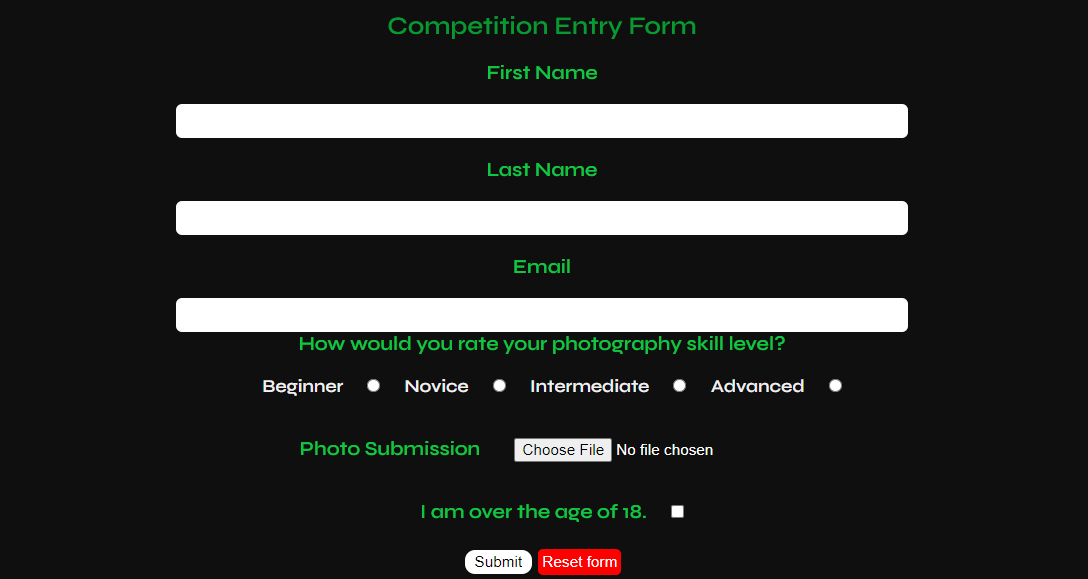 Competition Entry Form
First Name
Last Name
Email
How would you rate your photography skill level?
Beginner Novice Intermediate Advanced
Photo Submission Choose File No file chosen
I am over the age of 18.
Submit Reset form